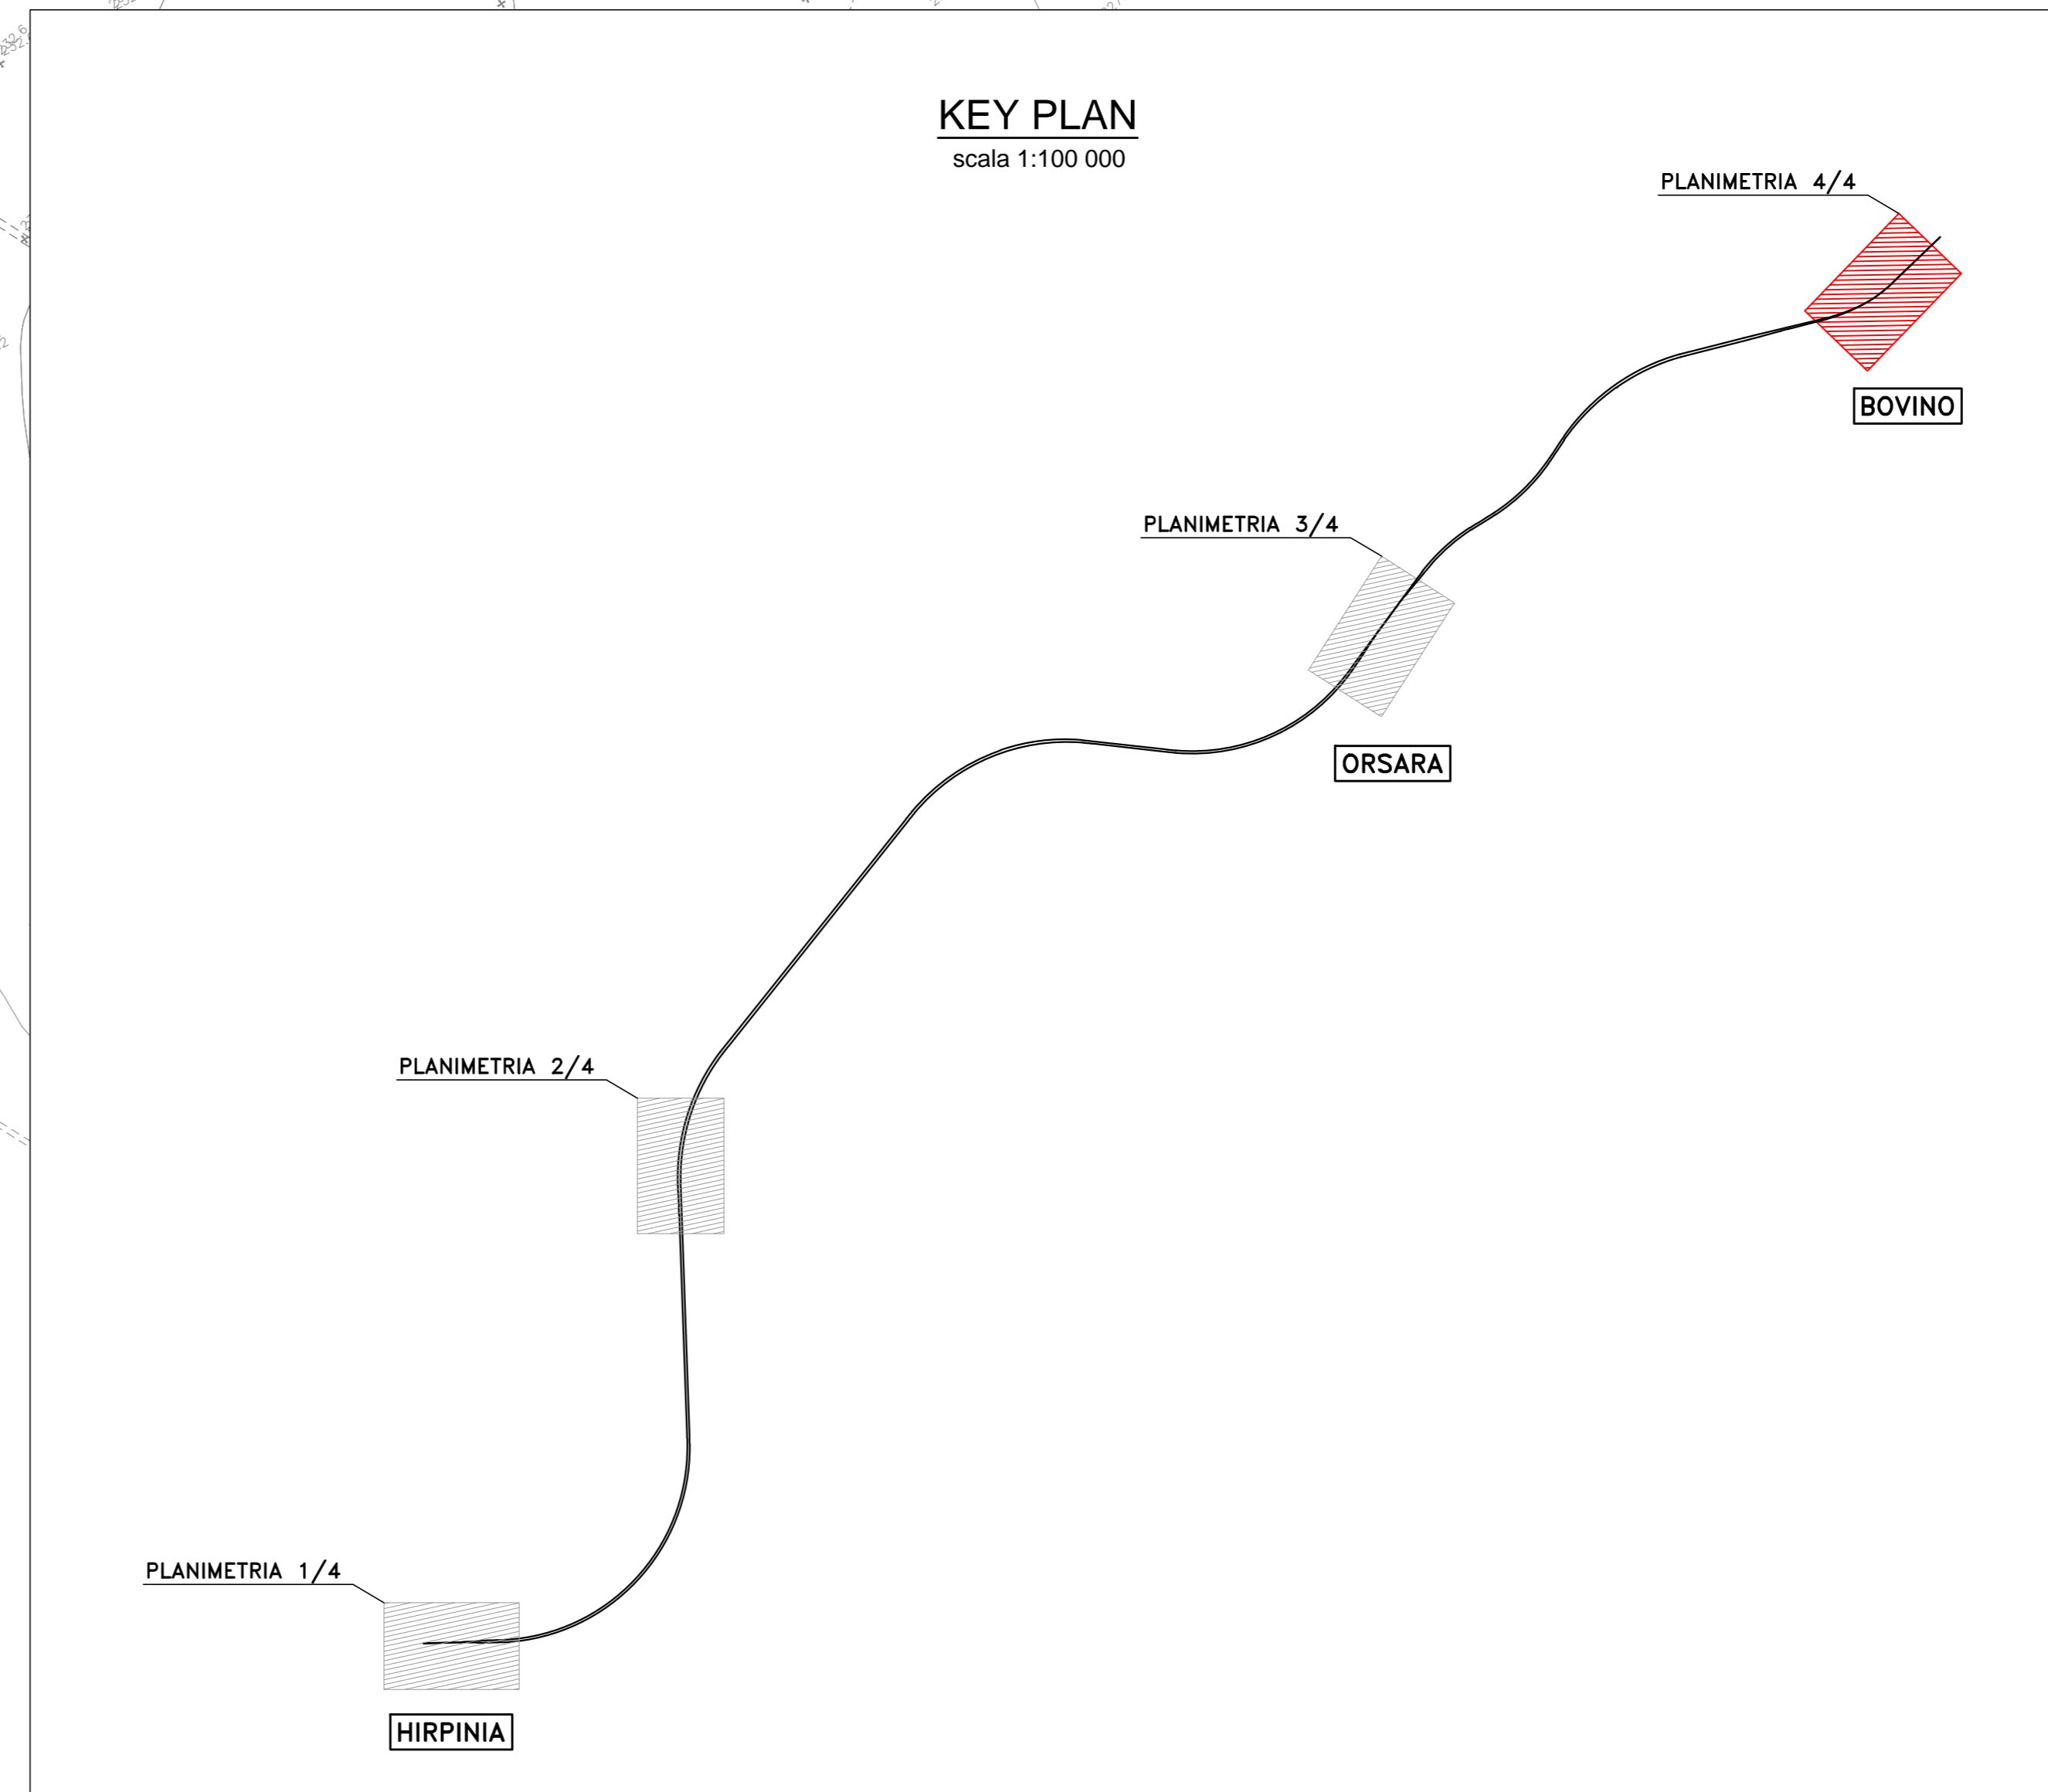 KEY PLAN
scala 1:100 000
PLANIMETRIA 4/4
BOVINO
PLANIMETRIA 3/4
ORSARA
PLANIMETRIA 2/4
PLANIMETRIA 1/4
HIRPINIA